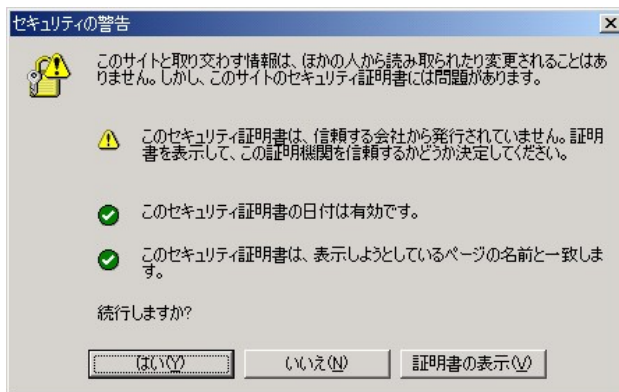 セキュリティの警告
このサイトと取り交わす情報は、ほかの人から読み取られたり変更されることはあ
りません。しかし、このサイトのセキュリティ証明書には問題があります。
このセキュリティ証明書は、信頼する会社から発行されていません。証明
書を表示して、この証明機関を信頼するかどうか決定してください。
このセキュリティ証明書の日付は有効です。
このセキュリティ証明書は、表示しようとしているページの名前と一致しま
す。
続行しますか?
はい(Y) いいえ(N) 証明書の表示(V)